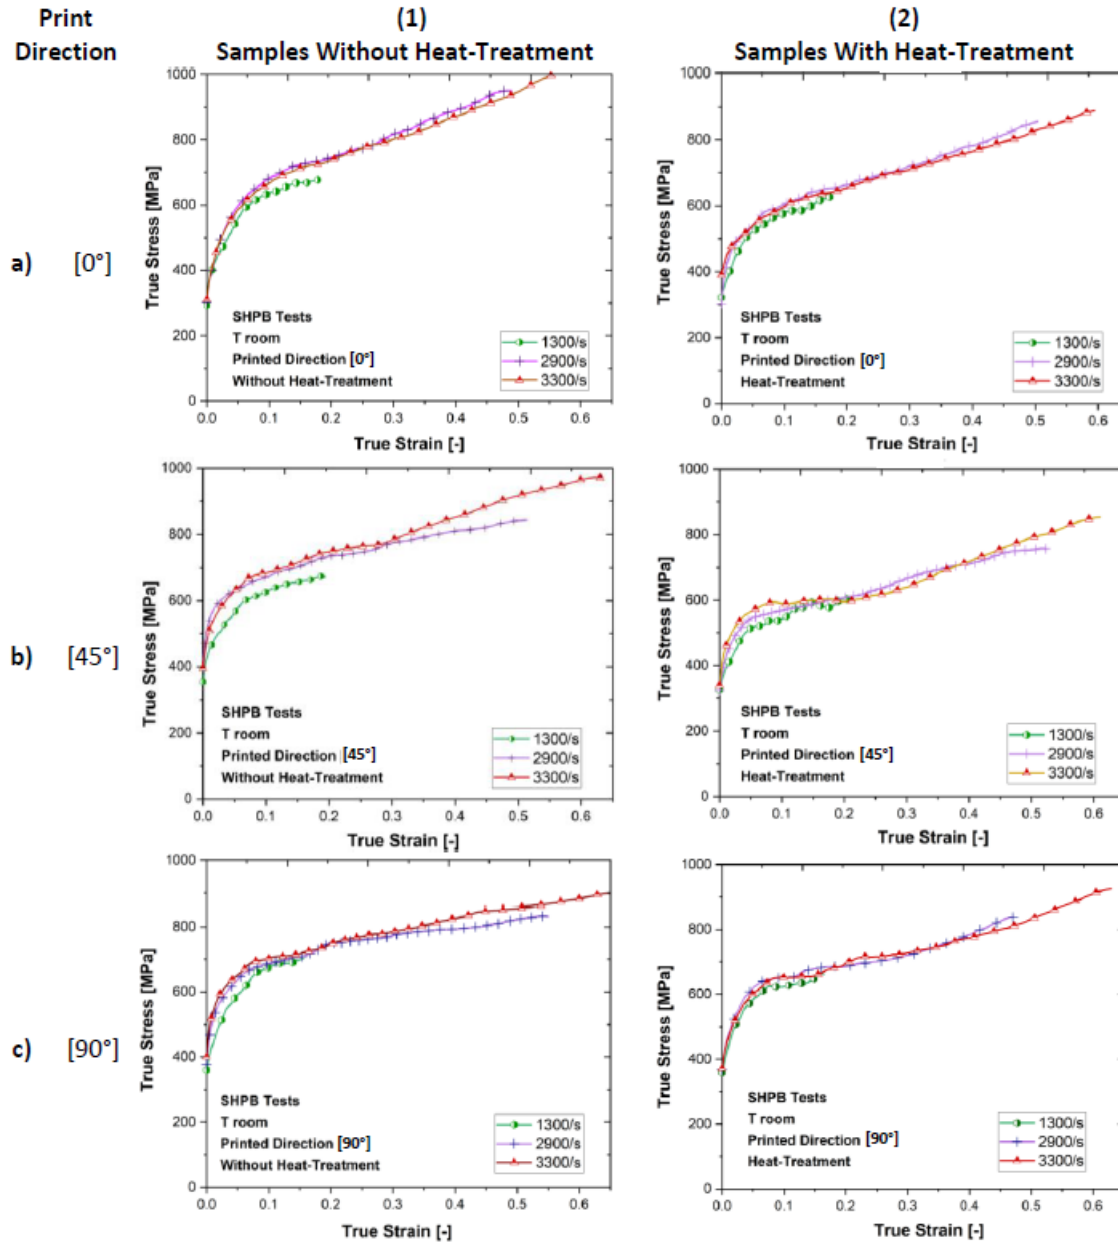 Print Direction
(1)
Samples Without Heat-Treatment
(2)
Samples With Heat-Treatment
a) [0°]
True Stress [MPa]
1000
800
600
400
200
0
SHPB Tests
T room
Printed Direction [0°]
Without Heat-Treatment
1300/s
2900/s
3300/s
0.0 0.1 0.2 0.3 0.4 0.5 0.6
True Strain [-]
True Stress [MPa]
1000
800
600
400
200
0
SHPB Tests
T room
Printed Direction [0°]
Heat-Treatment
1300/s
2900/s
3300/s
0.0 0.1 0.2 0.3 0.4 0.5 0.6
True Strain [-]
b) [45°]
True Stress [MPa]
1000
800
600
400
200
0
SHPB Tests
T room
Printed Direction [45°]
Without Heat-Treatment
1300/s
2900/s
3300/s
0.0 0.1 0.2 0.3 0.4 0.5 0.6
True Strain [-]
True Stress [MPa]
1000
800
600
400
200
0
SHPB Tests
T room
Printed Direction [45°]
Heat-Treatment
1300/s
2900/s
3300/s
0.0 0.1 0.2 0.3 0.4 0.5 0.6
True Strain [-]
c) [90°]
True Stress [MPa]
1000
800
600
400
200
0
SHPB Tests
T room
Printed Direction [90°]
Without Heat-Treatment
1300/s
2900/s
3300/s
0.0 0.1 0.2 0.3 0.4 0.5 0.6
True Strain [-]
True Stress [MPa]
1000
800
600
400
200
0
SHPB Tests
T room
Printed Direction [90°]
Heat-Treatment
1300/s
2900/s
3300/s
0.0 0.1 0.2 0.3 0.4 0.5 0.6
True Strain [-]